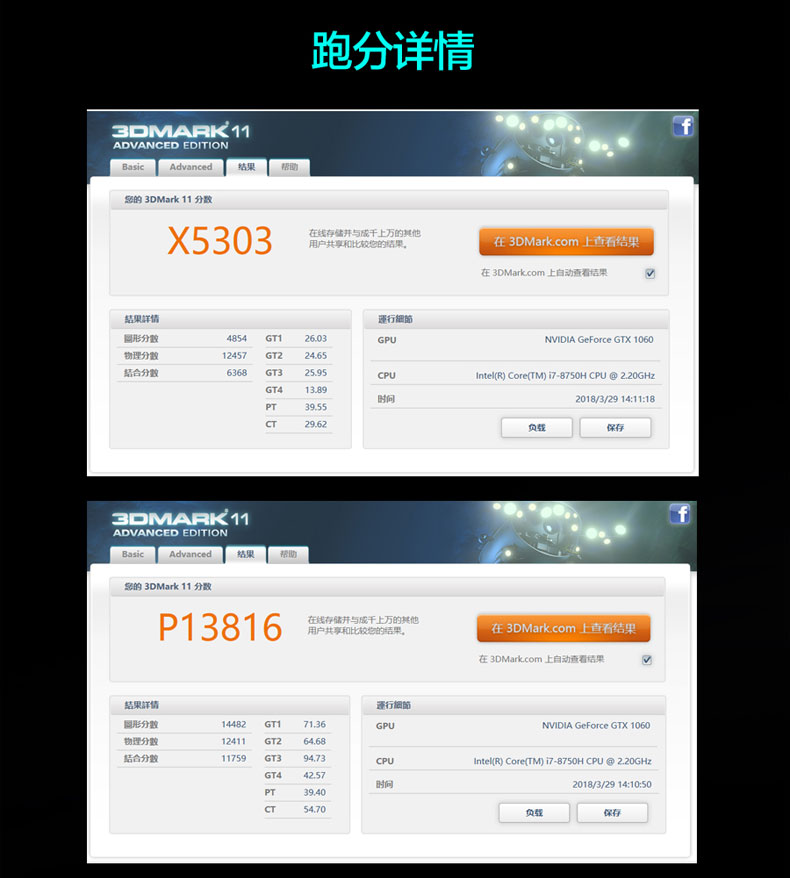 跑分详情
3DMARK 11
ADVANCED EDITION
f
Basic Advanced 结果 帮助
您的 3DMark 11 分数
X5303
在线存储并与成千上万的其他
用户共享和比较您的结果。
在 3DMark.com 上查看结果
在 3DMark.com 上自动查看结果
結果詳情
圖形分數 4854
物理分數 12457
結合分數 6368
GT1 26.03
GT2 24.65
GT3 25.95
GT4 13.89
PT 39.55
CT 29.62
運行細節
GPU NVIDIA GeForce GTX 1060
CPU Intel(R) Core(TM) i7-8750H CPU @ 2.20GHz
时间 2018/3/29 14:11:18
负载 保存
3DMARK 11
ADVANCED EDITION
f
Basic Advanced 结果 帮助
您的 3DMark 11 分数
P13816
在线存储并与成千上万的其他
用户共享和比较您的结果。
在 3DMark.com 上查看结果
在 3DMark.com 上自动查看结果
結果詳情
圖形分數 14482
物理分數 12411
結合分數 11759
GT1 71.36
GT2 64.68
GT3 94.73
GT4 42.57
PT 39.40
CT 54.70
運行細節
GPU NVIDIA GeForce GTX 1060
CPU Intel(R) Core(TM) i7-8750H CPU @ 2.20GHz
时间 2018/3/29 14:10:50
负载 保存